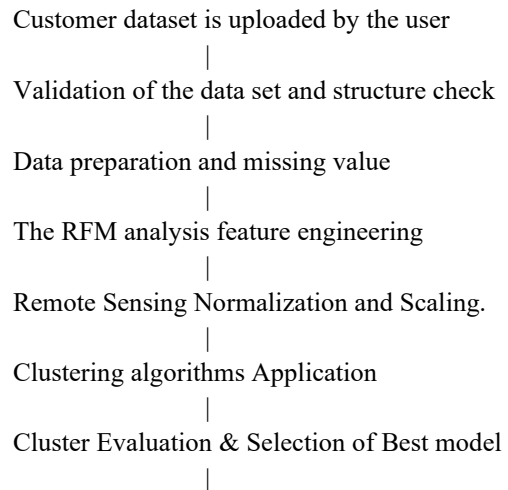 Customer dataset is uploaded by the user
|
Validation of the data set and structure check
|
Data preparation and missing value
|
The RFM analysis feature engineering
|
Remote Sensing Normalization and Scaling.
|
Clustering algorithms Application
|
Cluster Evaluation & Selection of Best model
|